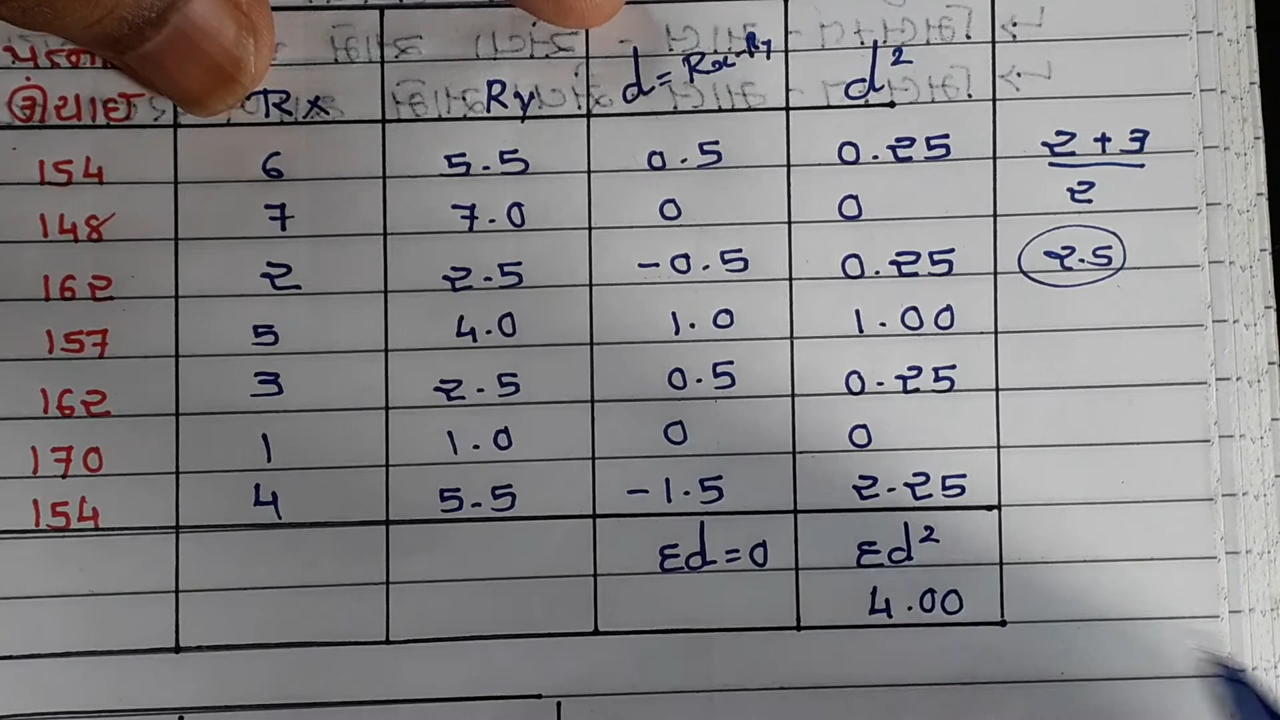 Rx Ry d=Rx-Ry d²
154 6 5.5 0.5 0.25 2+3
148 7 7.0 0 0 2
162 2 2.5 -0.5 0.25 2.5
157 5 4.0 1.0 1.00
162 3 2.5 0.5 0.25
170 1 1.0 0 0
154 4 5.5 -1.5 2.25
Σd=0 Σd²
4.00